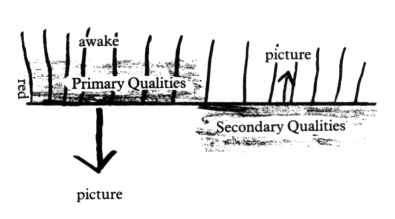 awake
picture
Primary Qualities
red
Secondary Qualities
picture